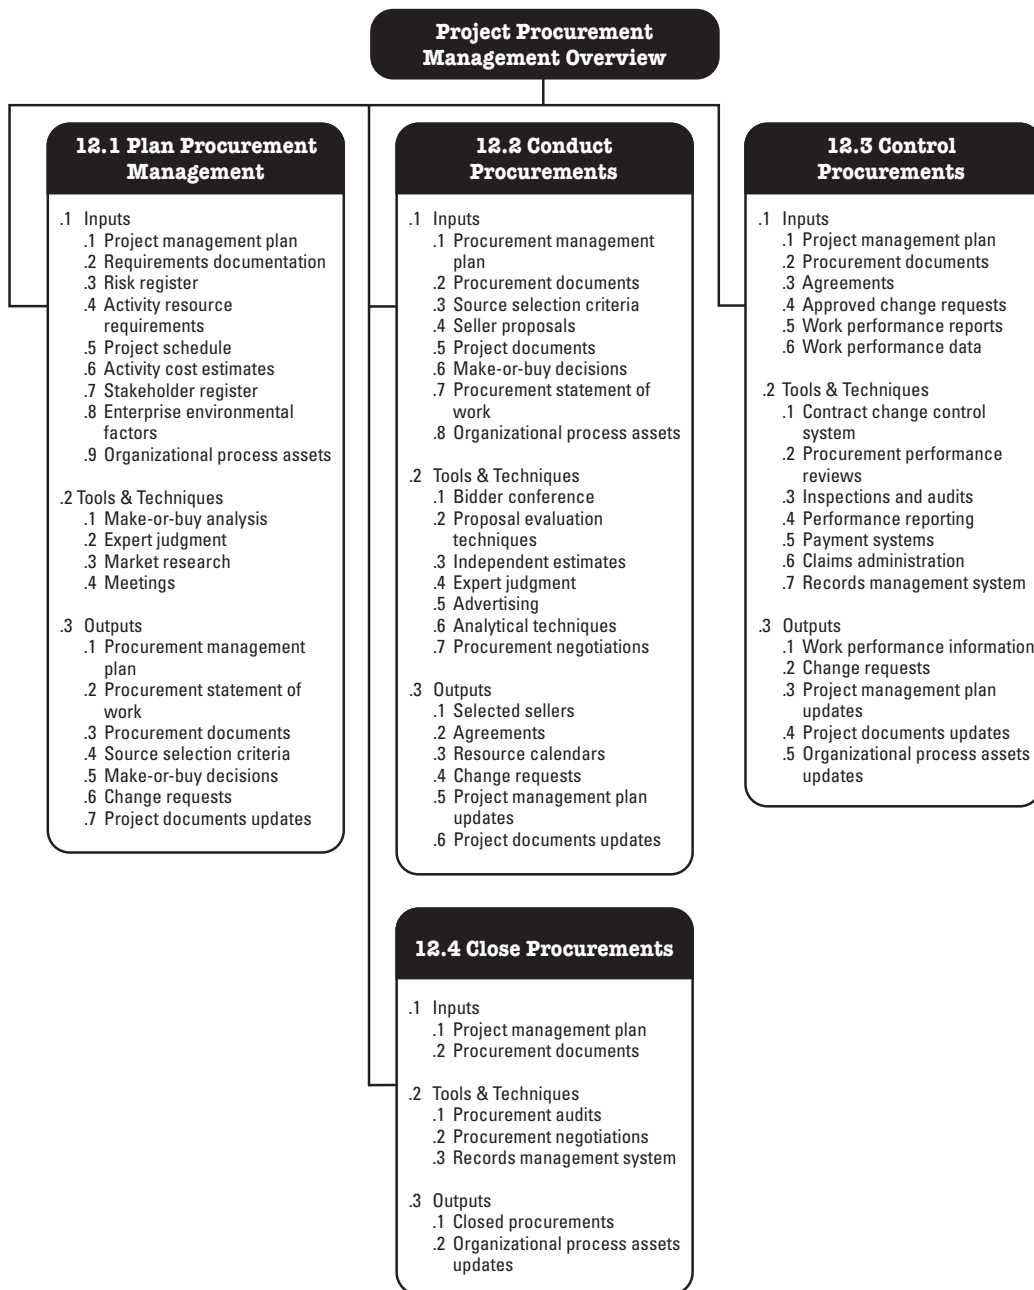 Project Procurement
Management Overview
12.1 Plan Procurement
Management
.1 Inputs
.1 Project management plan
.2 Requirements documentation
.3 Risk register
.4 Activity resource
requirements
.5 Project schedule
.6 Activity cost estimates
.7 Stakeholder register
.8 Enterprise environmental
factors
.9 Organizational process assets
.2 Tools & Techniques
.1 Make-or-buy analysis
.2 Expert judgment
.3 Market research
.4 Meetings
.3 Outputs
.1 Procurement management
plan
.2 Procurement statement of
work
.3 Procurement documents
.4 Source selection criteria
.5 Make-or-buy decisions
.6 Change requests
.7 Project documents updates
12.2 Conduct
Procurements
.1 Inputs
.1 Procurement management
plan
.2 Procurement documents
.3 Source selection criteria
.4 Seller proposals
.5 Project documents
.6 Make-or-buy decisions
.7 Procurement statement of
work
.8 Organizational process assets
.2 Tools & Techniques
.1 Bidder conference
.2 Proposal evaluation
techniques
.3 Independent estimates
.4 Expert judgment
.5 Advertising
.6 Analytical techniques
.7 Procurement negotiations
.3 Outputs
.1 Selected sellers
.2 Agreements
.3 Resource calendars
.4 Change requests
.5 Project management plan
updates
.6 Project documents updates
12.3 Control
Procurements
.1 Inputs
.1 Project management plan
.2 Procurement documents
.3 Agreements
.4 Approved change requests
.5 Work performance reports
.6 Work performance data
.2 Tools & Techniques
.1 Contract change control
system
.2 Procurement performance
reviews
.3 Inspections and audits
.4 Performance reporting
.5 Payment systems
.6 Claims administration
.7 Records management system
.3 Outputs
.1 Work performance information
.2 Change requests
.3 Project management plan
updates
.4 Project documents updates
.5 Organizational process assets
updates
12.4 Close Procurements
.1 Inputs
.1 Project management plan
.2 Procurement documents
.2 Tools & Techniques
.1 Procurement audits
.2 Procurement negotiations
.3 Records management system
.3 Outputs
.1 Closed procurements
.2 Organizational process assets
updates